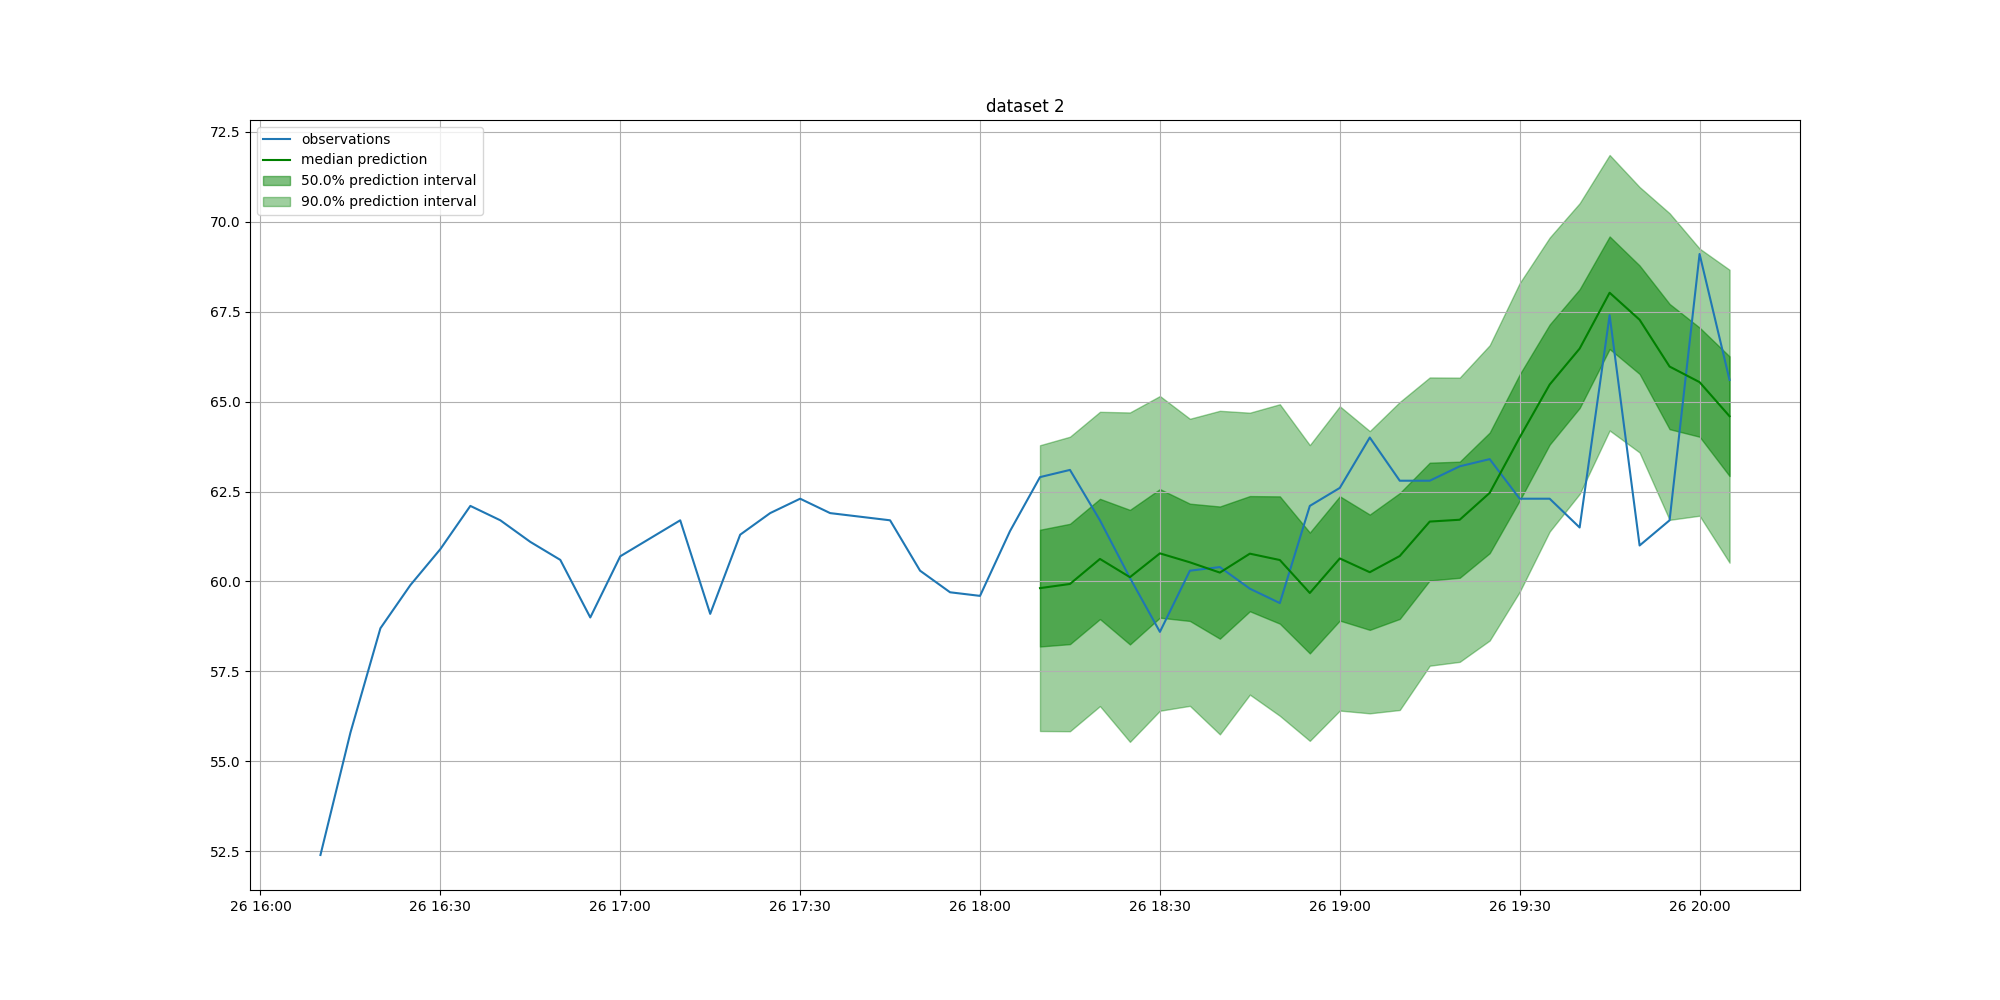 dataset 2
observations
median prediction
50.0% prediction interval
90.0% prediction interval
72.5
70.0
67.5
65.0
62.5
60.0
57.5
55.0
52.5
26 16:00 26 16:30 26 17:00 26 17:30 26 18:00 26 18:30 26 19:00 26 19:30 26 20:00